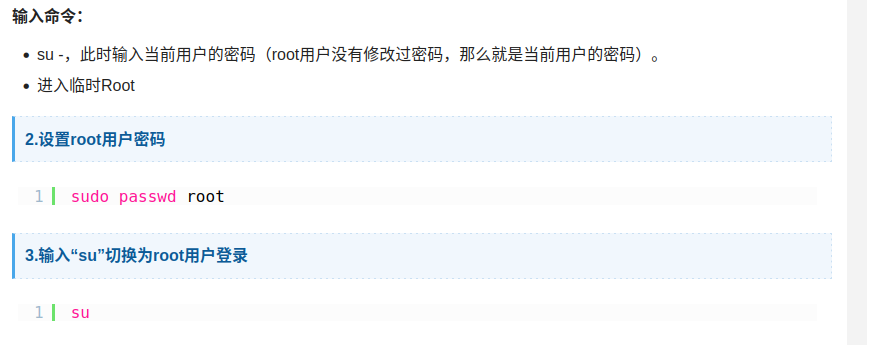 输入命令：
su -，此时输入当前用户的密码（root用户没有修改过密码，那么就是当前用户的密码）。
进入临时Root
2.设置root用户密码
1 sudo passwd root
3.输入“su”切换为root用户登录
1 su